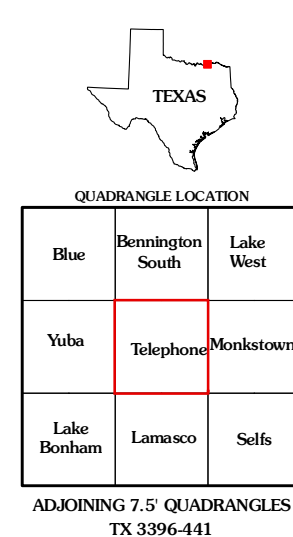 TEXAS
QUADRANGLE LOCATION
Blue
Bennington
South
Lake
West
Yuba
Telephone
Monkstown
Lake
Bonham
Lamasco
Selfs
ADJOINING 7.5' QUADRANGLES
TX 3396-441